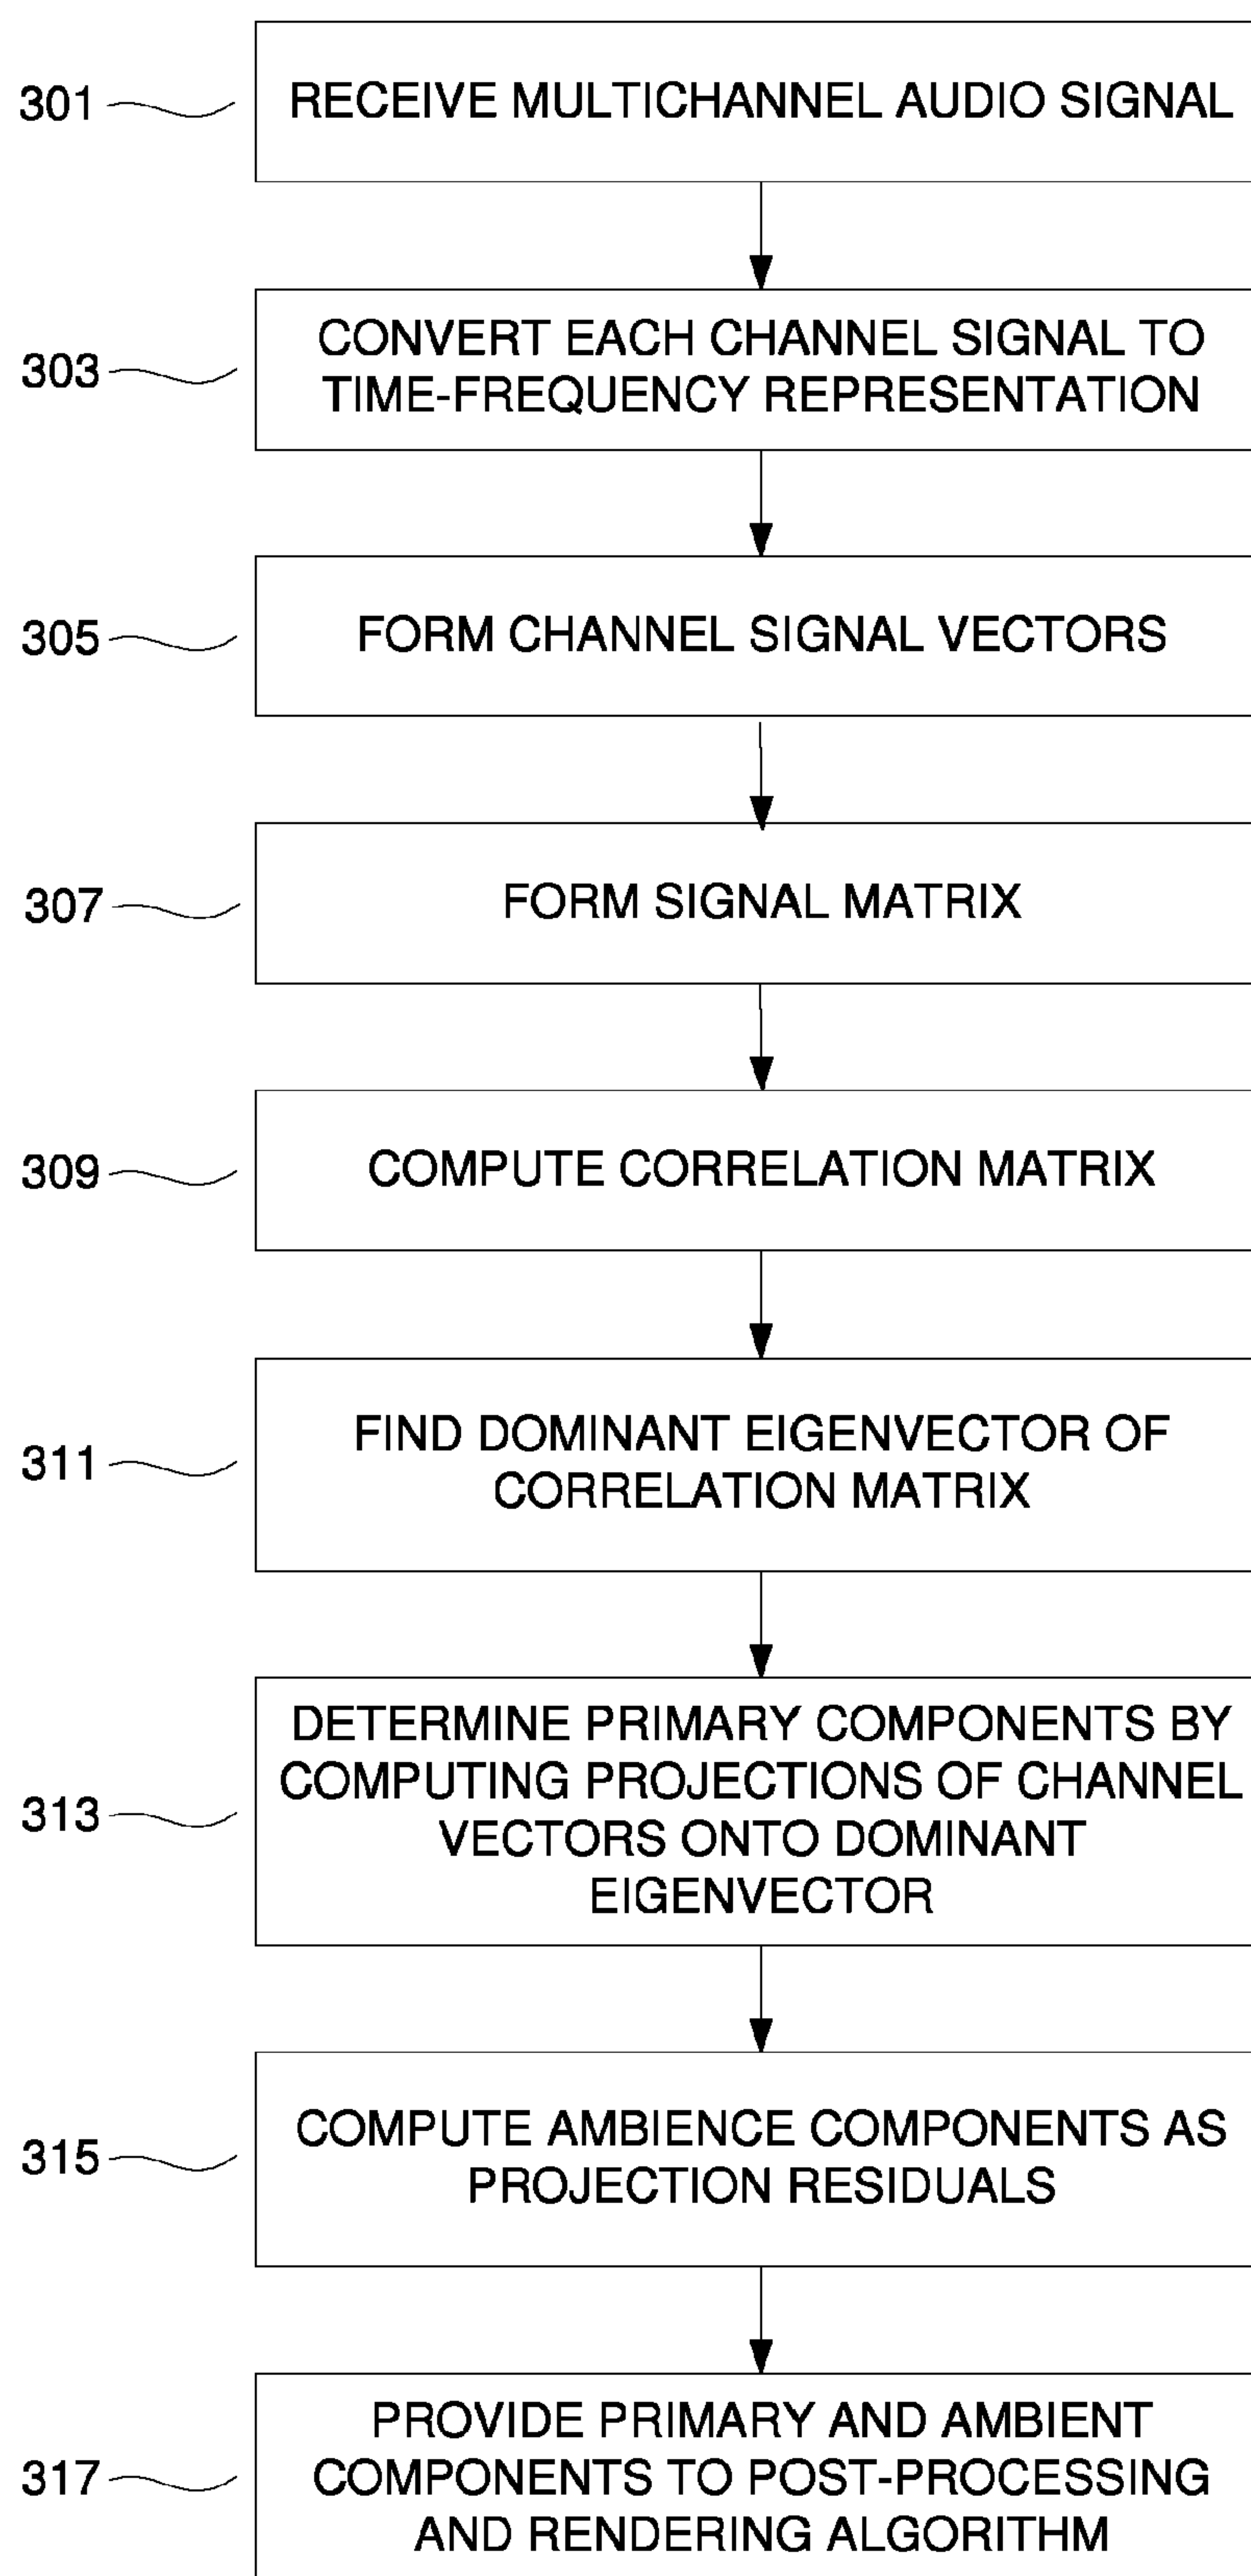 301
RECEIVE MULTICHANNEL AUDIO SIGNAL
303
CONVERT EACH CHANNEL SIGNAL TO
TIME-FREQUENCY REPRESENTATION
305
FORM CHANNEL SIGNAL VECTORS
307
FORM SIGNAL MATRIX
309
COMPUTE CORRELATION MATRIX
311
FIND DOMINANT EIGENVECTOR OF
CORRELATION MATRIX
313
DETERMINE PRIMARY COMPONENTS BY
COMPUTING PROJECTIONS OF CHANNEL
VECTORS ONTO DOMINANT
EIGENVECTOR
315
COMPUTE AMBIENCE COMPONENTS AS
PROJECTION RESIDUALS
317
PROVIDE PRIMARY AND AMBIENT
COMPONENTS TO POST-PROCESSING
AND RENDERING ALGORITHM